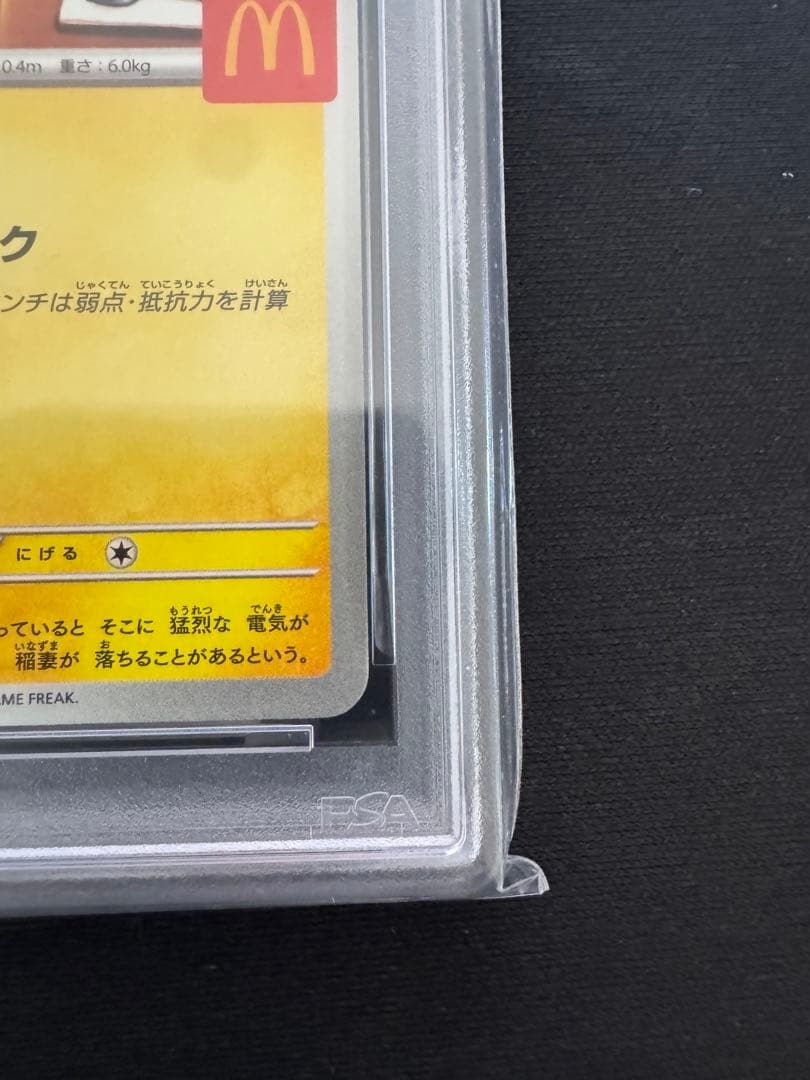 0.4m 重さ：6.0kg
ク
ンチは弱点・抵抗力を計算
じゃくてん ていこうりょく けいさん
にげる
っていると そこに 猛烈な 電気が
もうれつ でんき
稲妻が 落ちることがあるという。
いなずま お
AME FREAK.
PSA